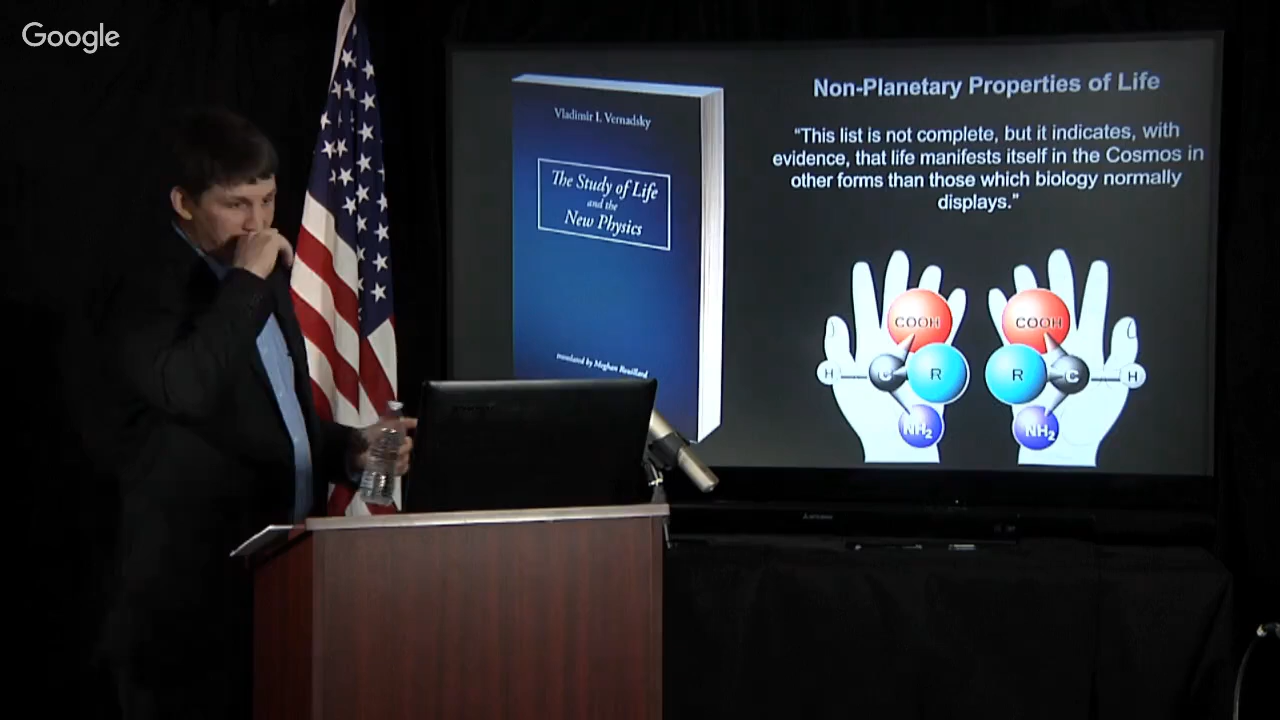 Google
Vladimir I. Vernadsky
The Study of Life
and the
New Physics
translated by Meghan Rouillard
Non-Planetary Properties of Life
“This list is not complete, but it indicates, with
evidence, that life manifests itself in the Cosmos in
other forms than those which biology normally
displays.”
COOH
COOH
H
C
R
R
C
H
NH₂
NH₂